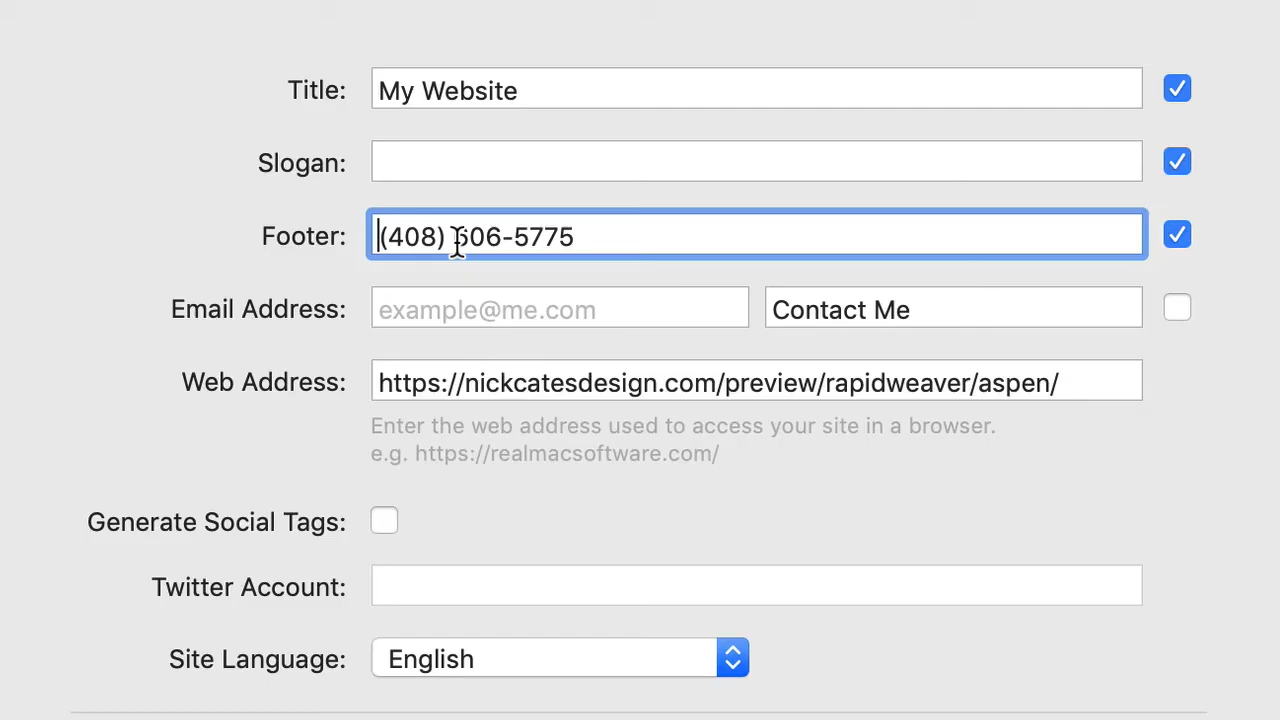 Title: My Website
Slogan:
Footer: (408) 606-5775
Email Address: example@me.com Contact Me
Web Address: https://nickcatesdesign.com/preview/rapidweaver/aspen/
Enter the web address used to access your site in a browser.
e.g. https://realmacsoftware.com/
Generate Social Tags:
Twitter Account:
Site Language: English